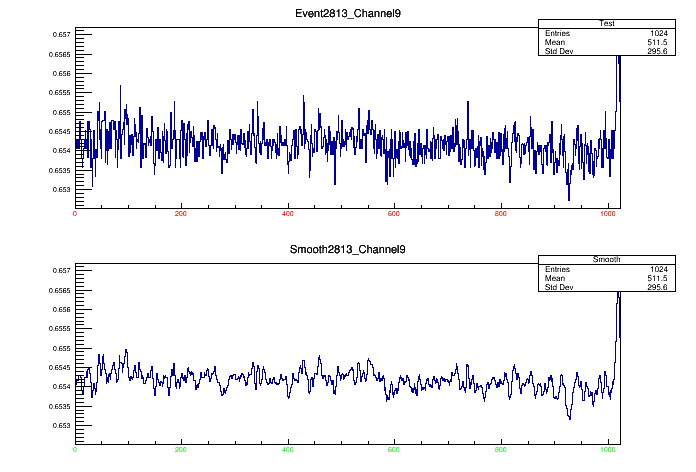 Event2813_Channel9
Test
Entries 1024
Mean 511.5
Std Dev 295.6
0.657
0.6565
0.656
0.6555
0.655
0.6545
0.654
0.6535
0.653
0 200 400 600 800 1000
Smooth2813_Channel9
Smooth
Entries 1024
Mean 511.5
Std Dev 295.6
0.657
0.6565
0.656
0.6555
0.655
0.6545
0.654
0.6535
0.653
0 200 400 600 800 1000